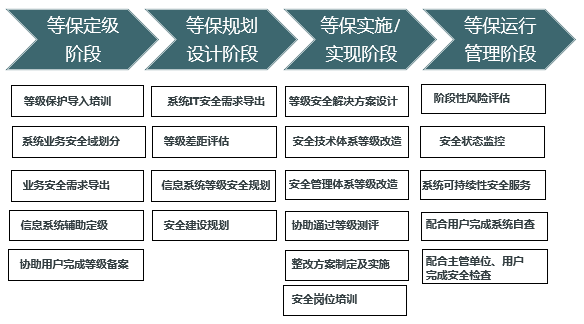 等保定级
阶段
等保规划
设计阶段
等保实施/
实现阶段
等保运行
管理阶段
等级保护导入培训
系统业务安全域划分
业务安全需求导出
信息系统辅助定级
协助用户完成等级备案
系统IT安全需求导出
等级差距评估
信息系统等级安全规划
安全建设规划
等级安全解决方案设计
安全技术体系等级改造
安全管理体系等级改造
协助通过等级测评
整改方案制定及实施
安全岗位培训
阶段性风险评估
安全状态监控
系统可持续性安全服务
配合用户完成系统自查
配合主管单位、用户
完成安全检查